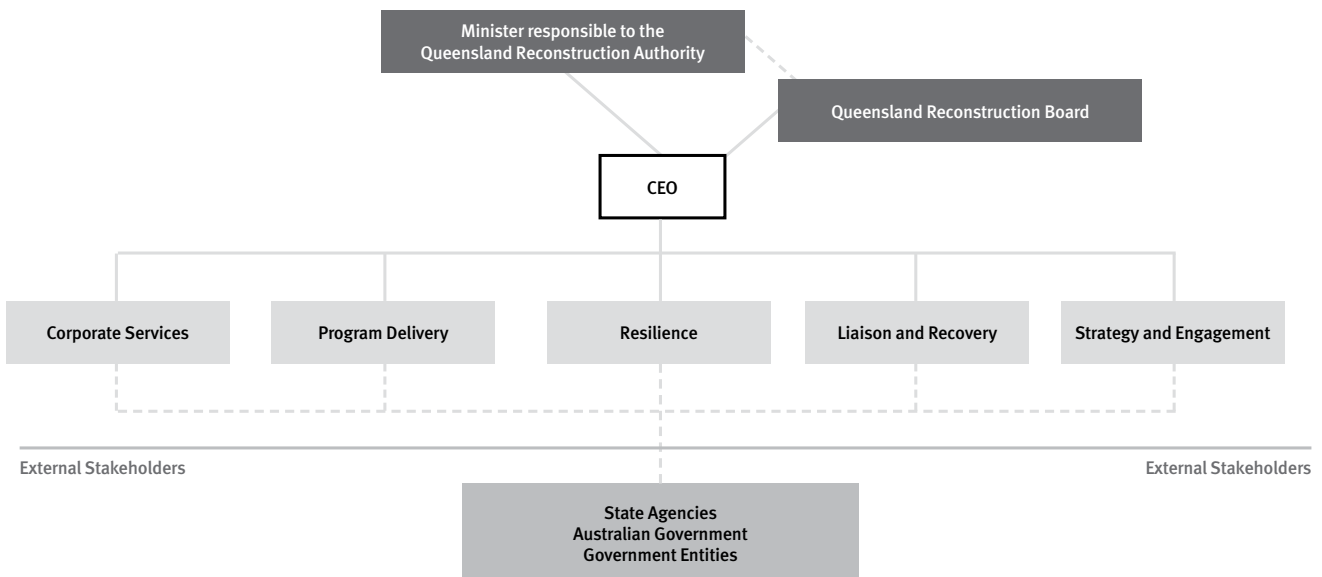 Minister responsible to the
Queensland Reconstruction Authority
Queensland Reconstruction Board
CEO
Corporate Services
Program Delivery
Resilience
Liaison and Recovery
Strategy and Engagement
External Stakeholders
External Stakeholders
State Agencies
Australian Government
Government Entities